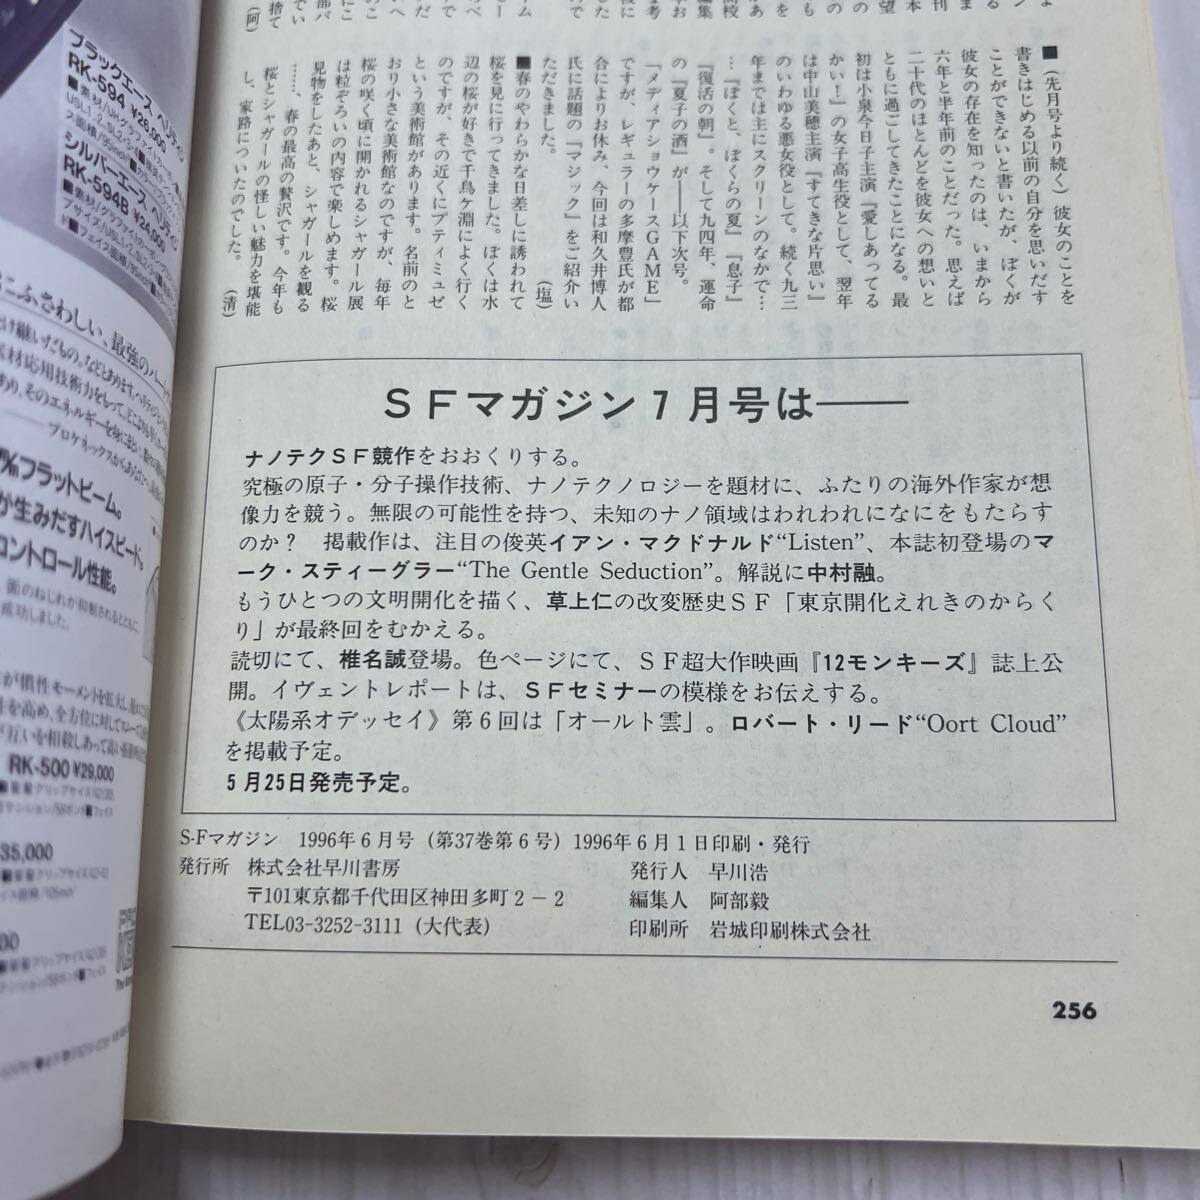 ■(先月号より続く)彼女のことを
書きはじめる以前の自分を思いだす
ことができないと書いたが、ぼくが
彼女の存在を知ったのは、いまから
六年と半年前のことだった。思えば
二十代のほとんどを彼女への想いと
ともに過ごしてきたことになる。最
初は小泉今日子主演『愛しあってる
かい!』の女子高生役として、翌年
は中山美穂主演『すてきな片思い』
のいわゆる悪女役として。続く九三
年までは主にスクリーンのなかで…
…『ぼくと、ぼくらの夏』『息子』
『復活の朝』。そして九四年、運命
の『夏子の酒』が――以下次号。
「メディアショウケースGAME」
ですが、レギュラーの多摩豊氏が都
合によりお休み、今回は和久井博人
氏に話題の『マジック』をご紹介い
ただきました。(塩)
■春のやわらかな日差しに誘われて
桜を見に行ってきました。ぼくは水
辺の桜が好きで千鳥ヶ淵によく行く
のですが、その近くにプティミュゼ
という美術館があります。名前のと
おり小さな美術館なのですが、毎年
桜の咲く頃に開かれるシャガール展
は粒ぞろいの内容で楽しめます。桜
見物をしたあと、シャガールを観る
……、春の最高の贅沢です。今年も
桜とシャガールの怪しい魅力を堪能
し、家路についたのでした。(清)
SFマガジン7月号は――
ナノテクSF競作をおおくりする。
究極の原子・分子操作技術、ナノテクノロジーを題材に、ふたりの海外作家が想
像力を競う。無限の可能性を持つ、未知のナノ領域はわれわれになにをもたらす
のか? 掲載作は、注目の俊英イアン・マクドナルド“Listen”、本誌初登場のマ
ーク・スティーグラー“The Gentle Seduction”。解説に中村融。
もうひとつの文明開化を描く、草上仁の改変歴史SF「東京開化えれきのからく
り」が最終回をむかえる。
読切にて、椎名誠登場。色ページにて、SF超大作映画『12モンキーズ』誌上公
開。イヴェントレポートは、SFセミナーの模様をお伝えする。
《太陽系オデッセイ》第6回は「オールト雲」。ロバート・リード“Oort Cloud”
を掲載予定。
5月25日発売予定。
S-Fマガジン 1996年6月号(第37巻第6号)1996年6月1日印刷・発行
発行所 株式会社早川書房 発行人 早川浩
〒101東京都千代田区神田多町2-2 編集人 阿部毅
TEL03-3252-3111(大代表) 印刷所 岩城印刷株式会社
256
ブラックエース ヘリテイジ
RK-594 ¥26,000
シルバーエース ヘリテイジ
RK-594B ¥24,000
こふさわしい、最強のパート
フラットビーム。
が生みだすハイスピード。
コントロール性能。
RK-500 ¥29,000
35,000